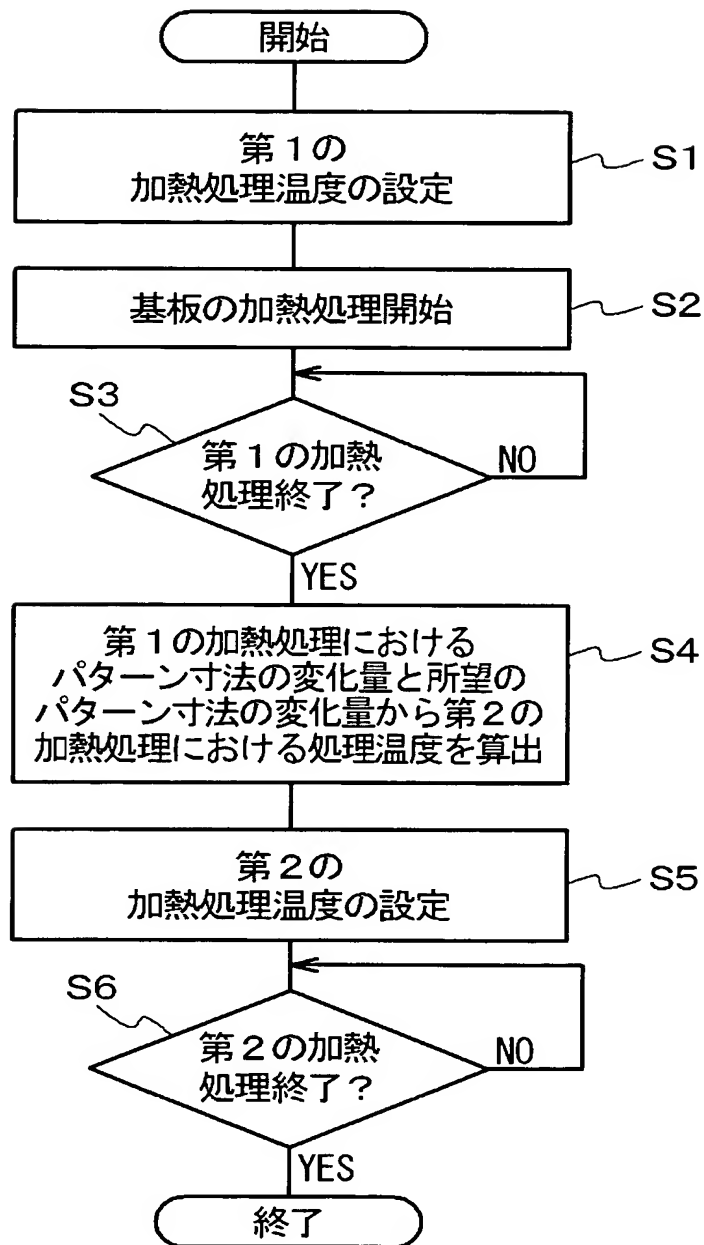 開始
第1の
加熱処理温度の設定
S1
基板の加熱処理開始
S2
S3
第1の加熱
処理終了？
NO
YES
第1の加熱処理における
パターン寸法の変化量と所望の
パターン寸法の変化量から第2の
加熱処理における処理温度を算出
S4
第2の
加熱処理温度の設定
S5
S6
第2の加熱
処理終了？
NO
YES
終了